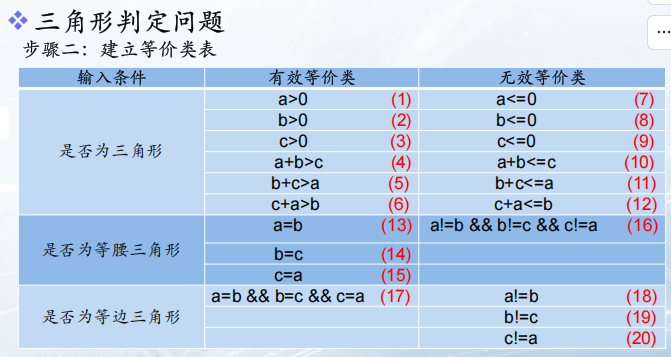 三角形判定问题
步骤二：建立等价类表
输入条件 有效等价类 无效等价类
是否为三角形
a>0 (1) a<=0 (7)
b>0 (2) b<=0 (8)
c>0 (3) c<=0 (9)
a+b>c (4) a+b<=c (10)
b+c>a (5) b+c<=a (11)
c+a>b (6) c+a<=b (12)
是否为等腰三角形
a=b (13) a!=b && b!=c && c!=a (16)
b=c (14)
c=a (15)
是否为等边三角形
a=b && b=c && c=a (17) a!=b (18)
b!=c (19)
c!=a (20)